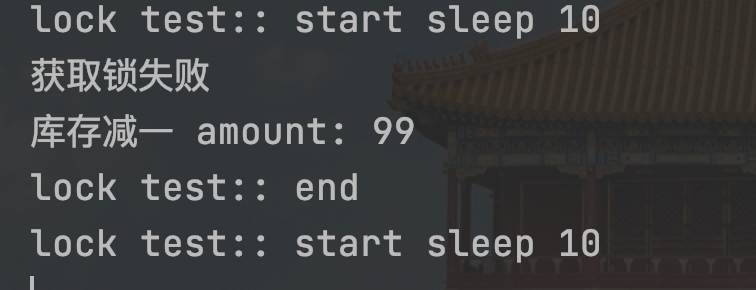 lock test:: start sleep 10
获取锁失败
库存减一 amount: 99
lock test:: end
lock test:: start sleep 10